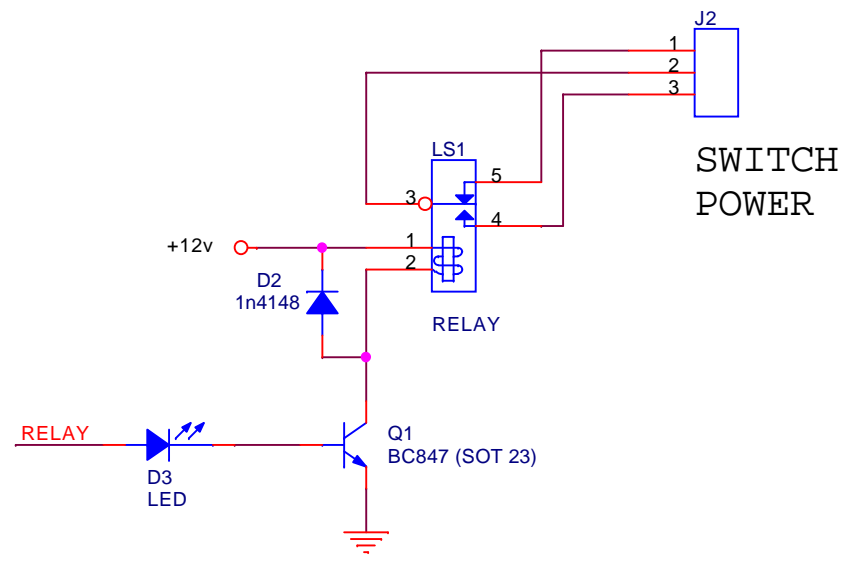 J2
1
2
3
SWITCH
POWER
LS1
5
3
4
+12v
1
2
D2
1n4148
RELAY
RELAY
Q1
BC847 (SOT 23)
D3
LED